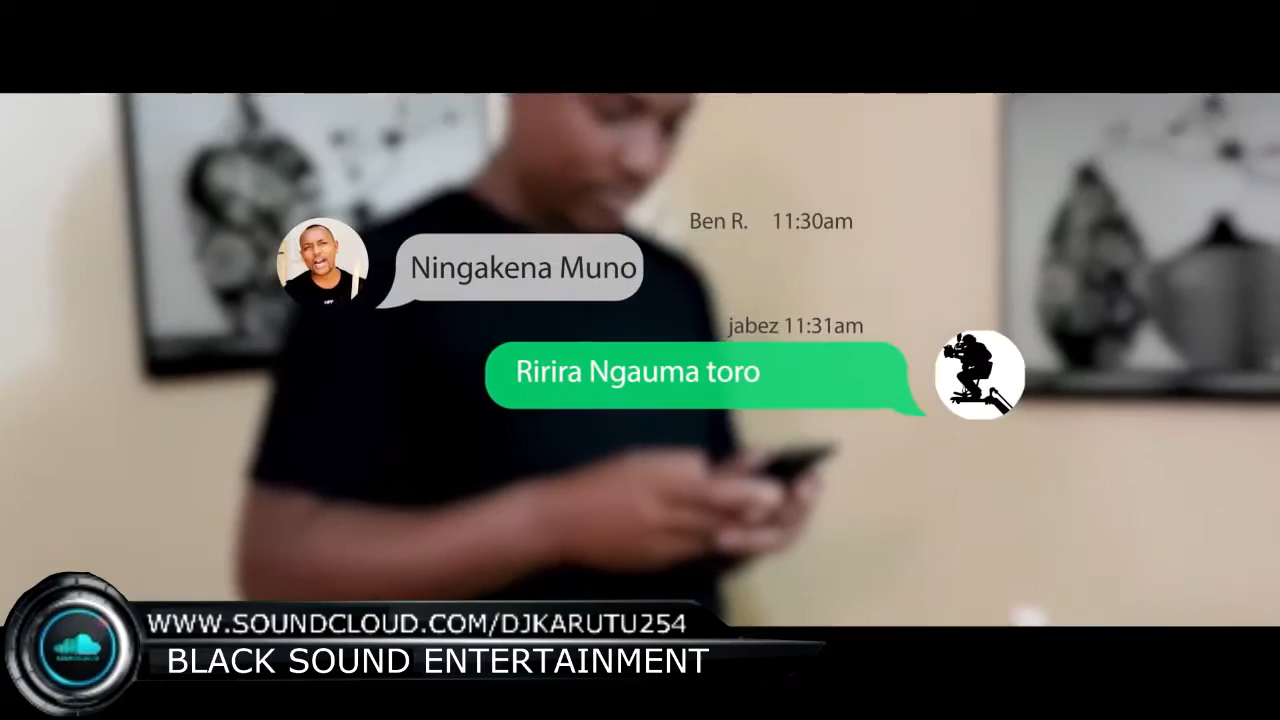 Ben R. 11:30am
Ningakena Muno
jabez 11:31am
Ririra Ngauma toro
WWW.SOUNDCLOUD.COM/DJKARUTU254
BLACK SOUND ENTERTAINMENT